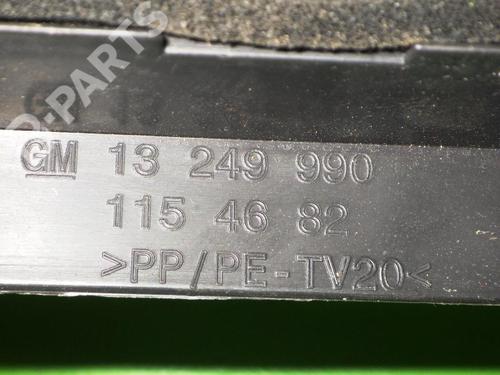 B-PARTS
GM 13 249 990
115 46 82
>PP/PE-TV20<